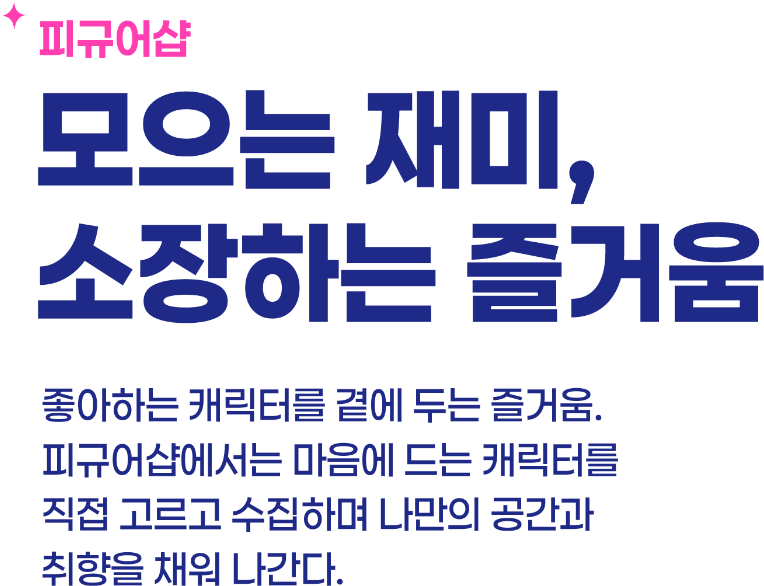 피규어샵
모으는 재미,
소장하는 즐거움
좋아하는 캐릭터를 곁에 두는 즐거움.
피규어샵에서는 마음에 드는 캐릭터를
직접 고르고 수집하며 나만의 공간과
취향을 채워 나간다.